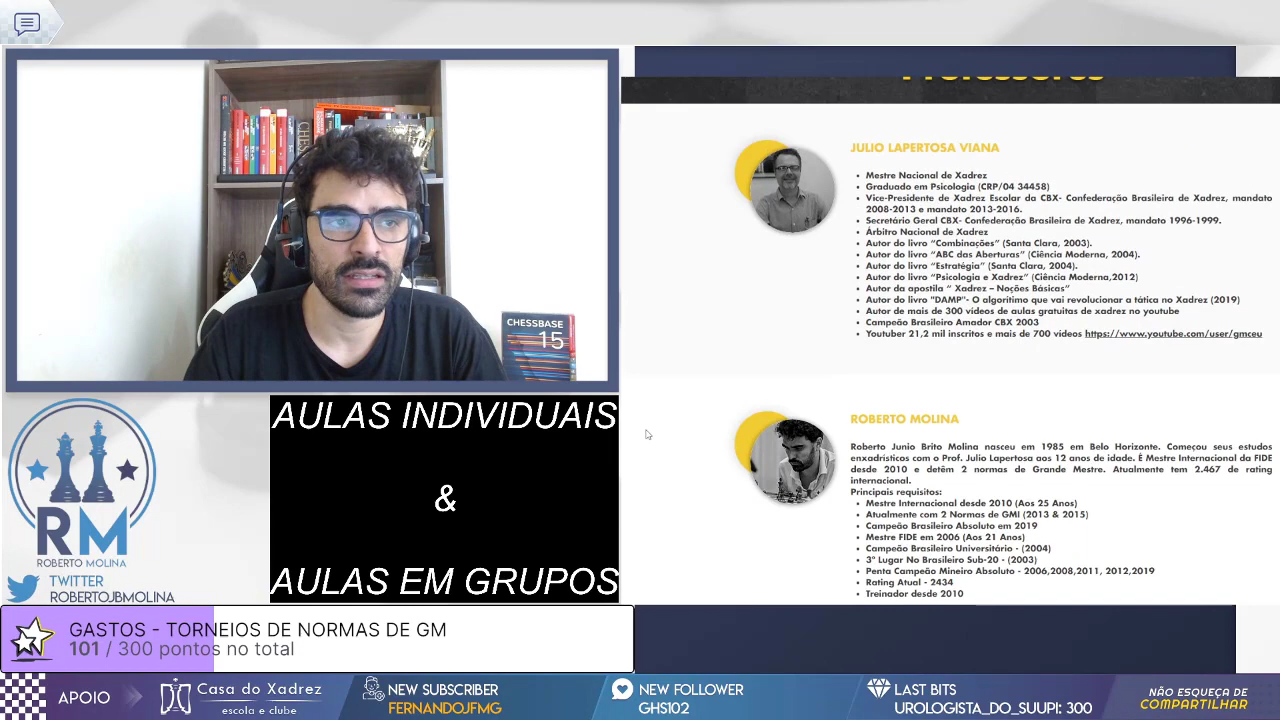 Professores
JULIO LAPERTOSA VIANA
• Mestre Nacional de Xadrez
• Graduado em Psicologia (CRP/04 34458)
• Vice-Presidente de Xadrez Escolar da CBX- Confederação Brasileira de Xadrez, mandato
2008-2013 e mandato 2013-2016.
• Secretário Geral CBX- Confederação Brasileira de Xadrez, mandato 1996-1999.
• Árbitro Nacional de Xadrez
• Autor do livro “Combinações” (Santa Clara, 2003).
• Autor do livro “ABC das Aberturas” (Ciência Moderna, 2004).
• Autor do livro “Estratégia” (Santa Clara, 2004).
• Autor do livro “Psicologia e Xadrez” (Ciência Moderna,2012)
• Autor da apostila “ Xadrez – Noções Básicas”
• Autor do livro "DAMP"- O algorítimo que vai revolucionar a tática no Xadrez (2019)
• Autor de mais de 300 vídeos de aulas gratuitas de xadrez no youtube
• Campeão Brasileiro Amador CBX 2003
• Youtuber 21,2 mil inscritos e mais de 700 vídeos https://www.youtube.com/user/gmceu
CHESSBASE
15
ROBERTO MOLINA
Roberto Junio Brito Molina nasceu em 1985 em Belo Horizonte. Começou seus estudos
enxadrísticos com o Prof. Julio Lapertosa aos 12 anos de idade. É Mestre Internacional da FIDE
desde 2010 e detêm 2 normas de Grande Mestre. Atualmente tem 2.467 de rating
internacional.
Principais requisitos:
• Mestre Internacional desde 2010 (Aos 25 Anos)
• Atualmente com 2 Normas de GMI (2013 & 2015)
• Campeão Brasileiro Absoluto em 2019
• Mestre FIDE em 2006 (Aos 21 Anos)
• Campeão Brasileiro Universitário - (2004)
• 3º Lugar No Brasileiro Sub-20 - (2003)
• Penta Campeão Mineiro Absoluto - 2006,2008,2011, 2012,2019
• Rating Atual - 2434
• Treinador desde 2010
AULAS INDIVIDUAIS
&
AULAS EM GRUPOS
RM
ROBERTO MOLINA
TWITTER
ROBERTOJBMOLINA
GASTOS - TORNEIOS DE NORMAS DE GM
101 / 300 pontos no total
APOIO
Casa do Xadrez
escola e clube
NEW SUBSCRIBER
FERNANDOJFMG
NEW FOLLOWER
GHS102
LAST BITS
UROLOGISTA_DO_SUUPI: 300
NÃO ESQUEÇA DE
COMPARTILHAR